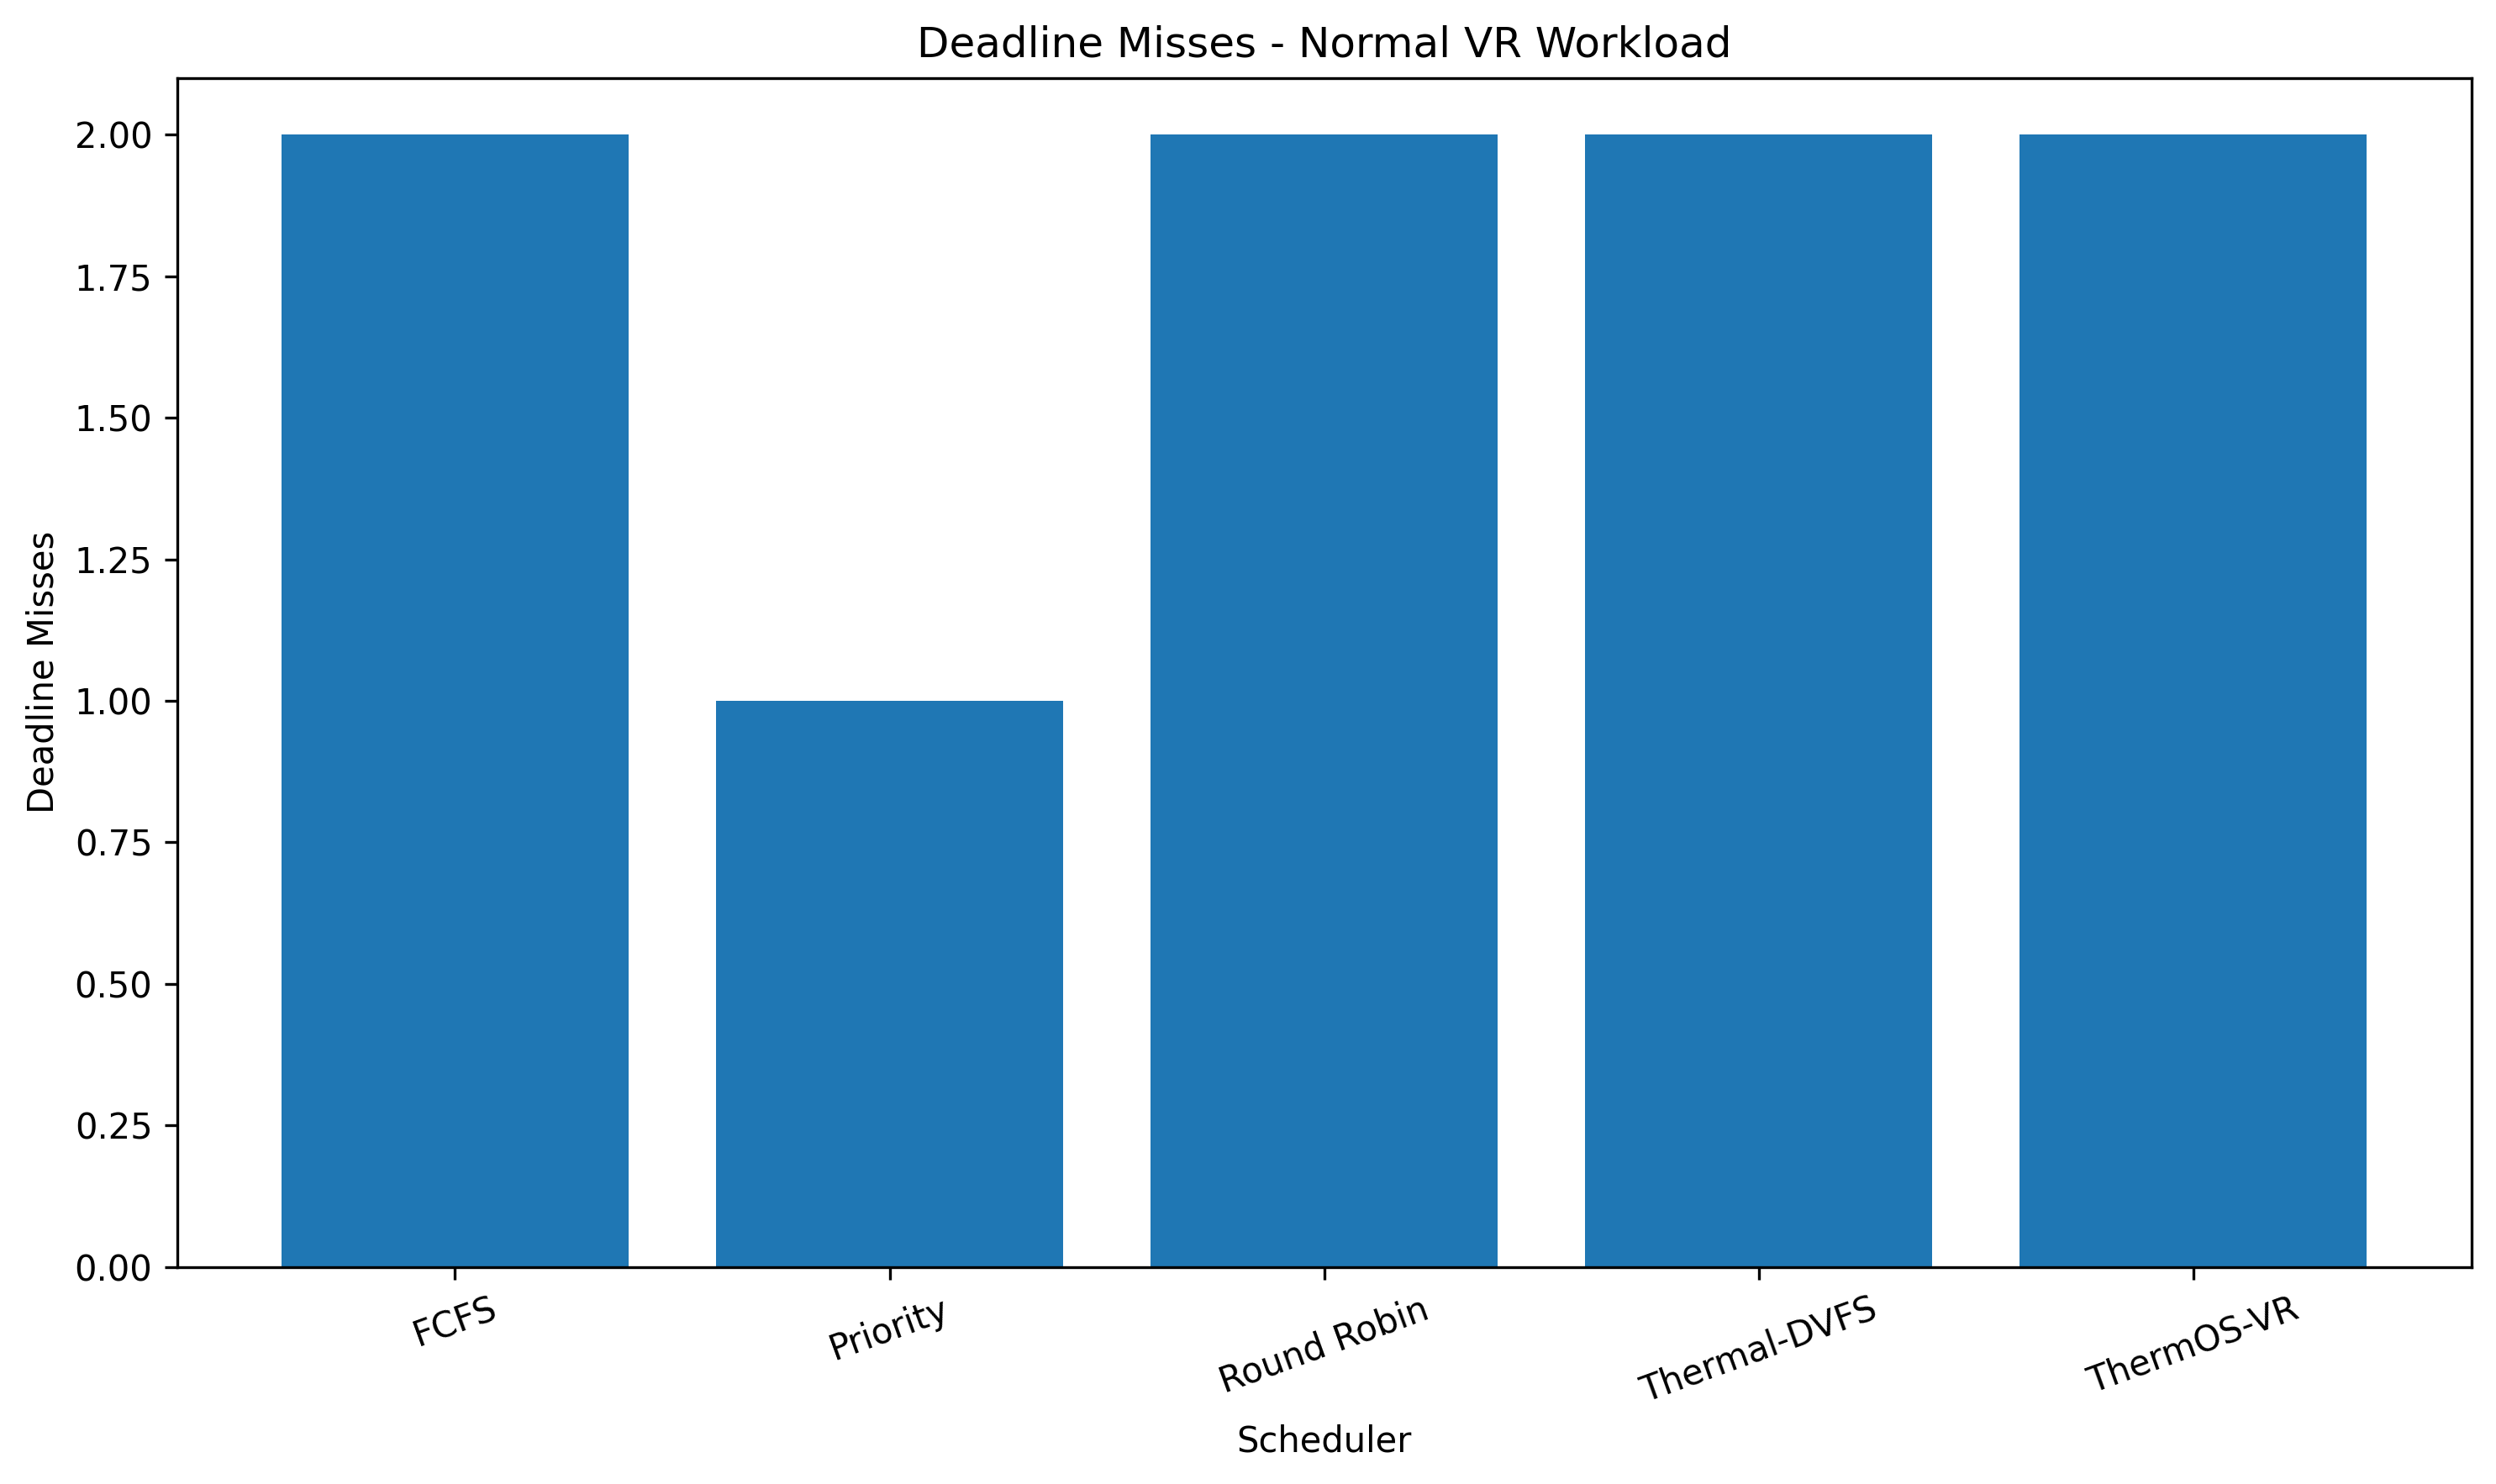 Deadline Misses - Normal VR Workload
Deadline Misses
2.00
1.75
1.50
1.25
1.00
0.75
0.50
0.25
0.00
FCFS
Priority
Round Robin
Thermal-DVFS
ThermOS-VR
Scheduler